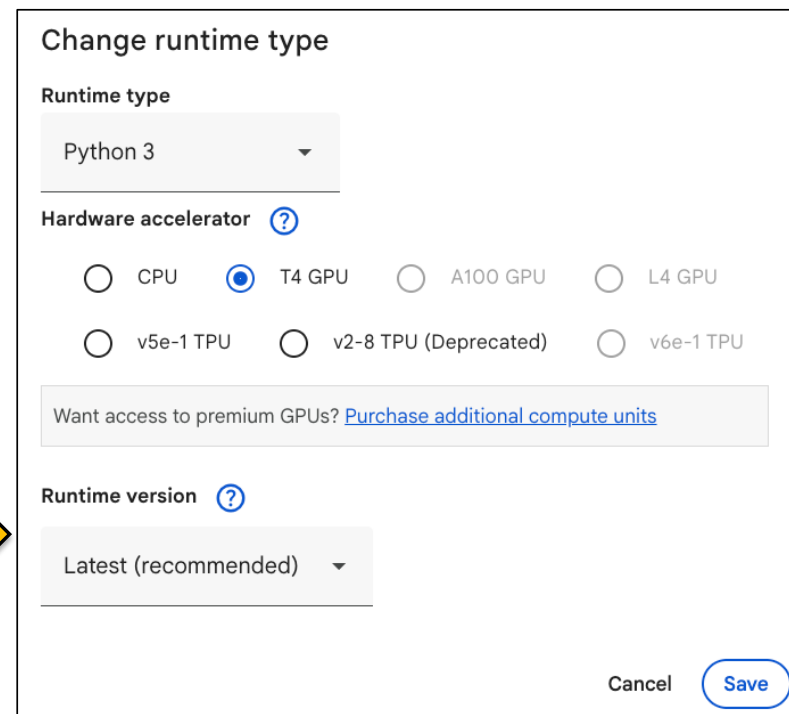 Change runtime type
Runtime type
Python 3
Hardware accelerator ?
CPU T4 GPU A100 GPU L4 GPU
v5e-1 TPU v2-8 TPU (Deprecated) v6e-1 TPU
Want access to premium GPUs? Purchase additional compute units
Runtime version ?
Latest (recommended)
Cancel Save